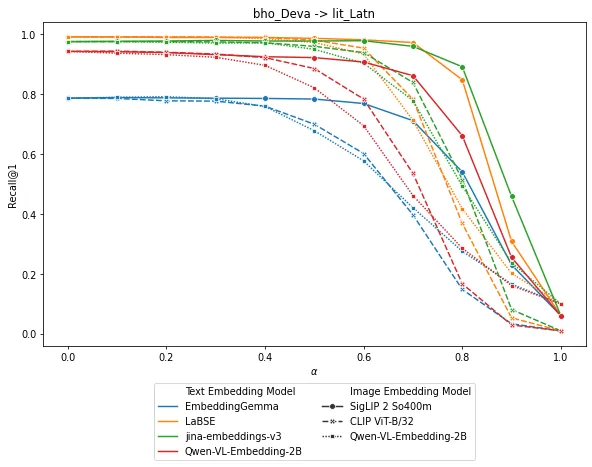 bho_Deva -> lit_Latn
1.0
0.8
0.6
0.4
0.2
0.0
Recall@1
0.0 0.2 0.4 0.6 0.8 1.0
α
Text Embedding Model
EmbeddingGemma
LaBSE
jina-embeddings-v3
Qwen-VL-Embedding-2B
Image Embedding Model
SigLIP 2 So400m
CLIP ViT-B/32
Qwen-VL-Embedding-2B